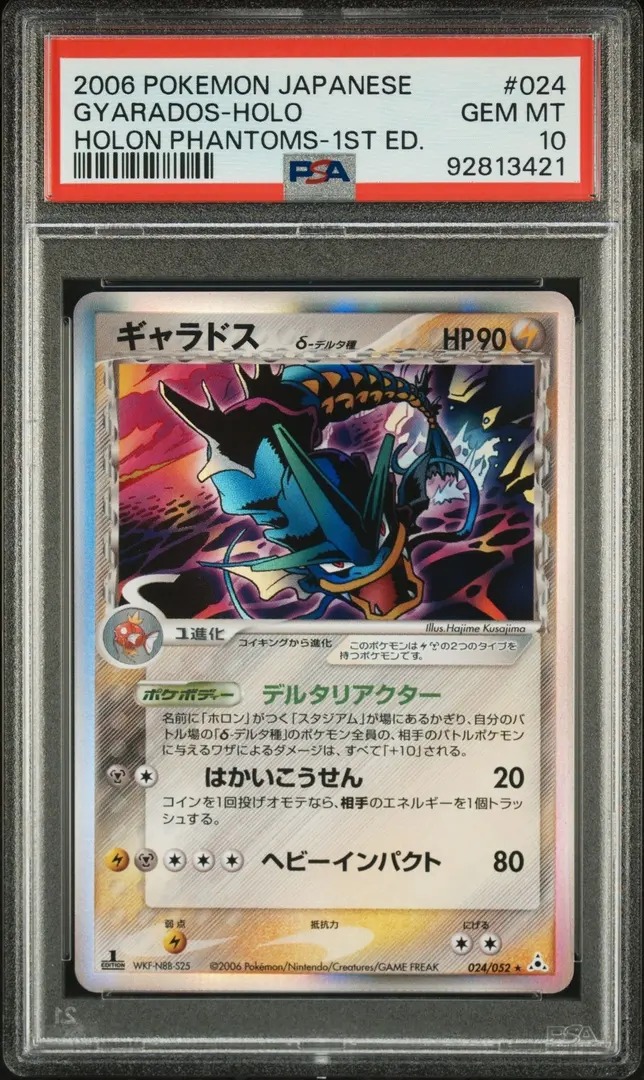 2006 POKEMON JAPANESE #024
GYARADOS-HOLO GEM MT
HOLON PHANTOMS-1ST ED. 10
PSA 92813421
ギャラドス δ-デルタ種 HP90
Illus.Hajime Kusajima
1進化 コイキングから進化
このポケモンは の2つのタイプを
持つポケモンです。
ポケボディー デルタリアクター
名前に「ホロン」がつく「スタジアム」が場にあるかぎり、自分のバ
トル場の「δ-デルタ種」のポケモン全員の、相手のバトルポケモン
に与えるワザによるダメージは、すべて「+10」される。
はかいこうせん 20
コインを1回投げオモテなら、相手のエネルギーを1個トラッ
シュする。
ヘビーインパクト 80
弱点 抵抗力 にげる
1 EDITION WKF-N8B-S25 ©2006 Pokémon/Nintendo/Creatures/GAME FREAK 024/052 ★
21 PSA